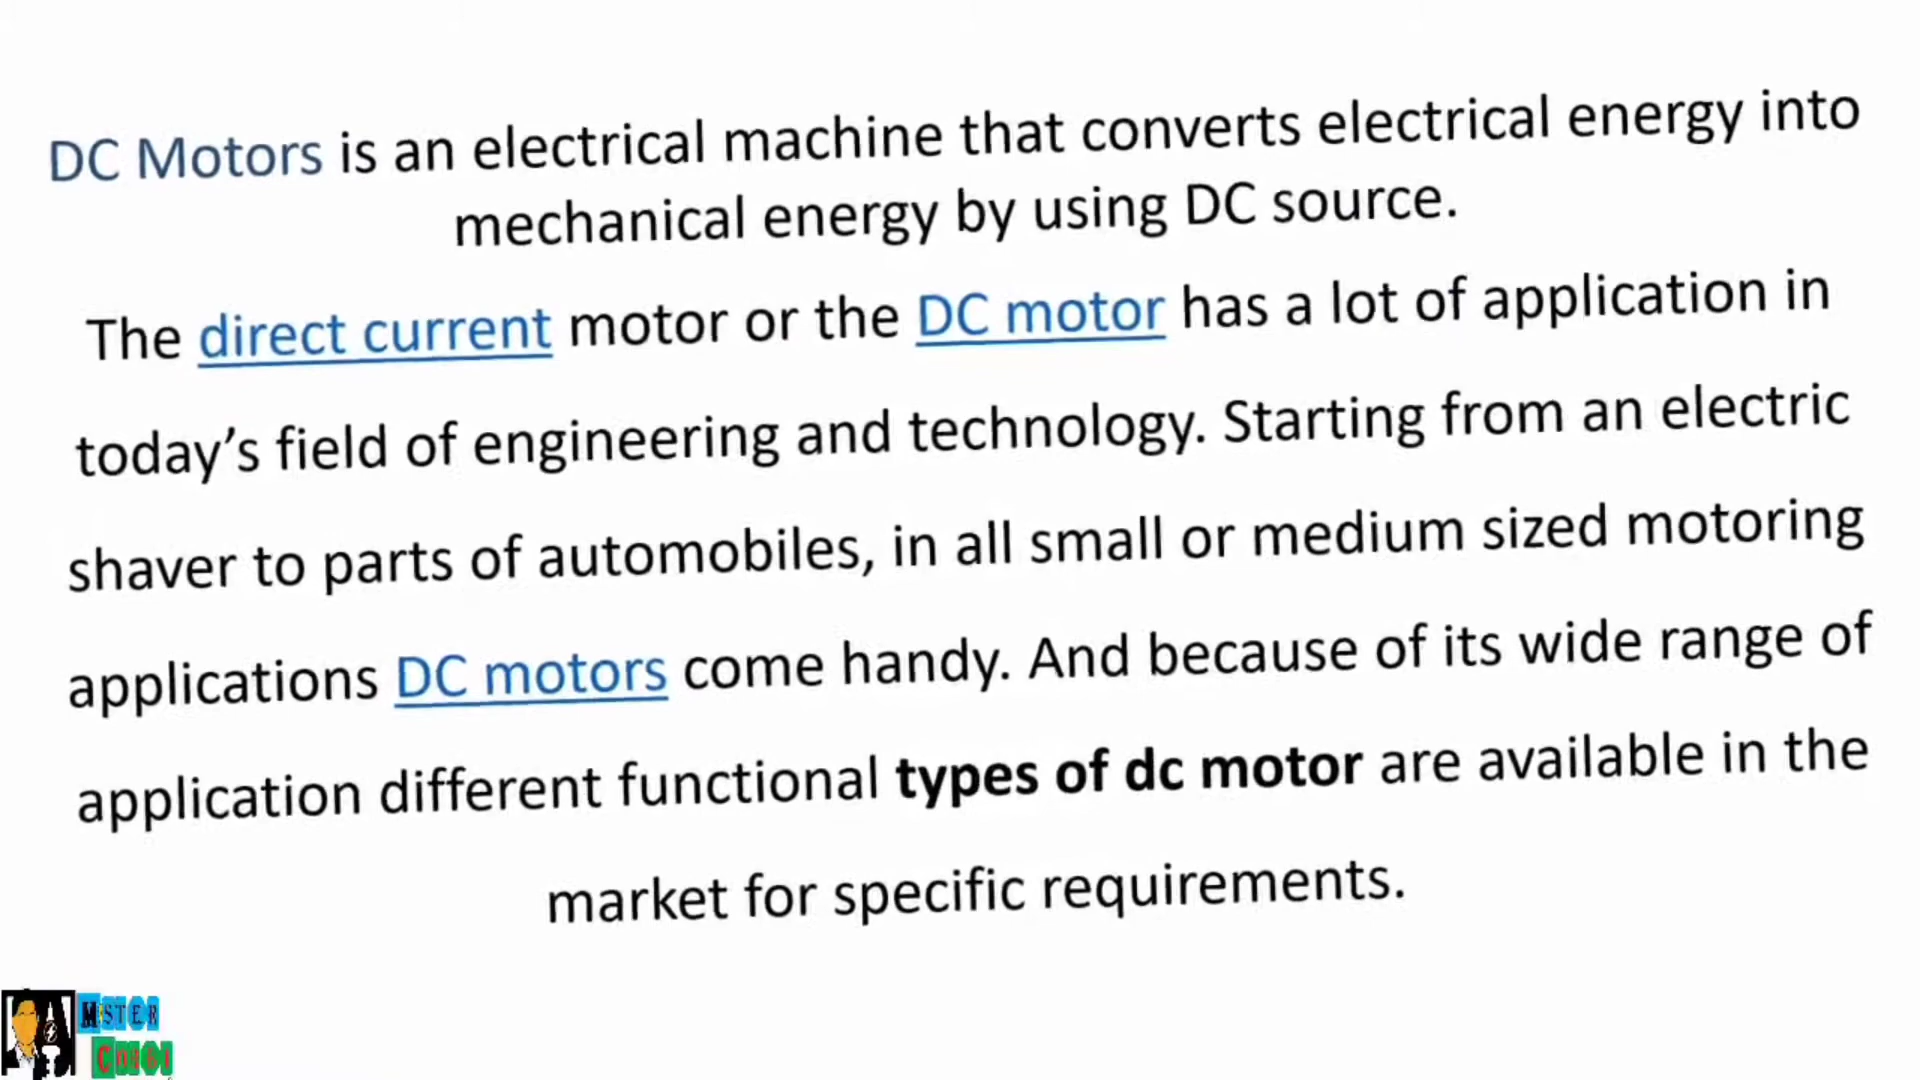 DC Motors is an electrical machine that converts electrical energy into
mechanical energy by using DC source.
The direct current motor or the DC motor has a lot of application in
today’s field of engineering and technology. Starting from an electric
shaver to parts of automobiles, in all small or medium sized motoring
applications DC motors come handy. And because of its wide range of
application different functional types of dc motor are available in the
market for specific requirements.